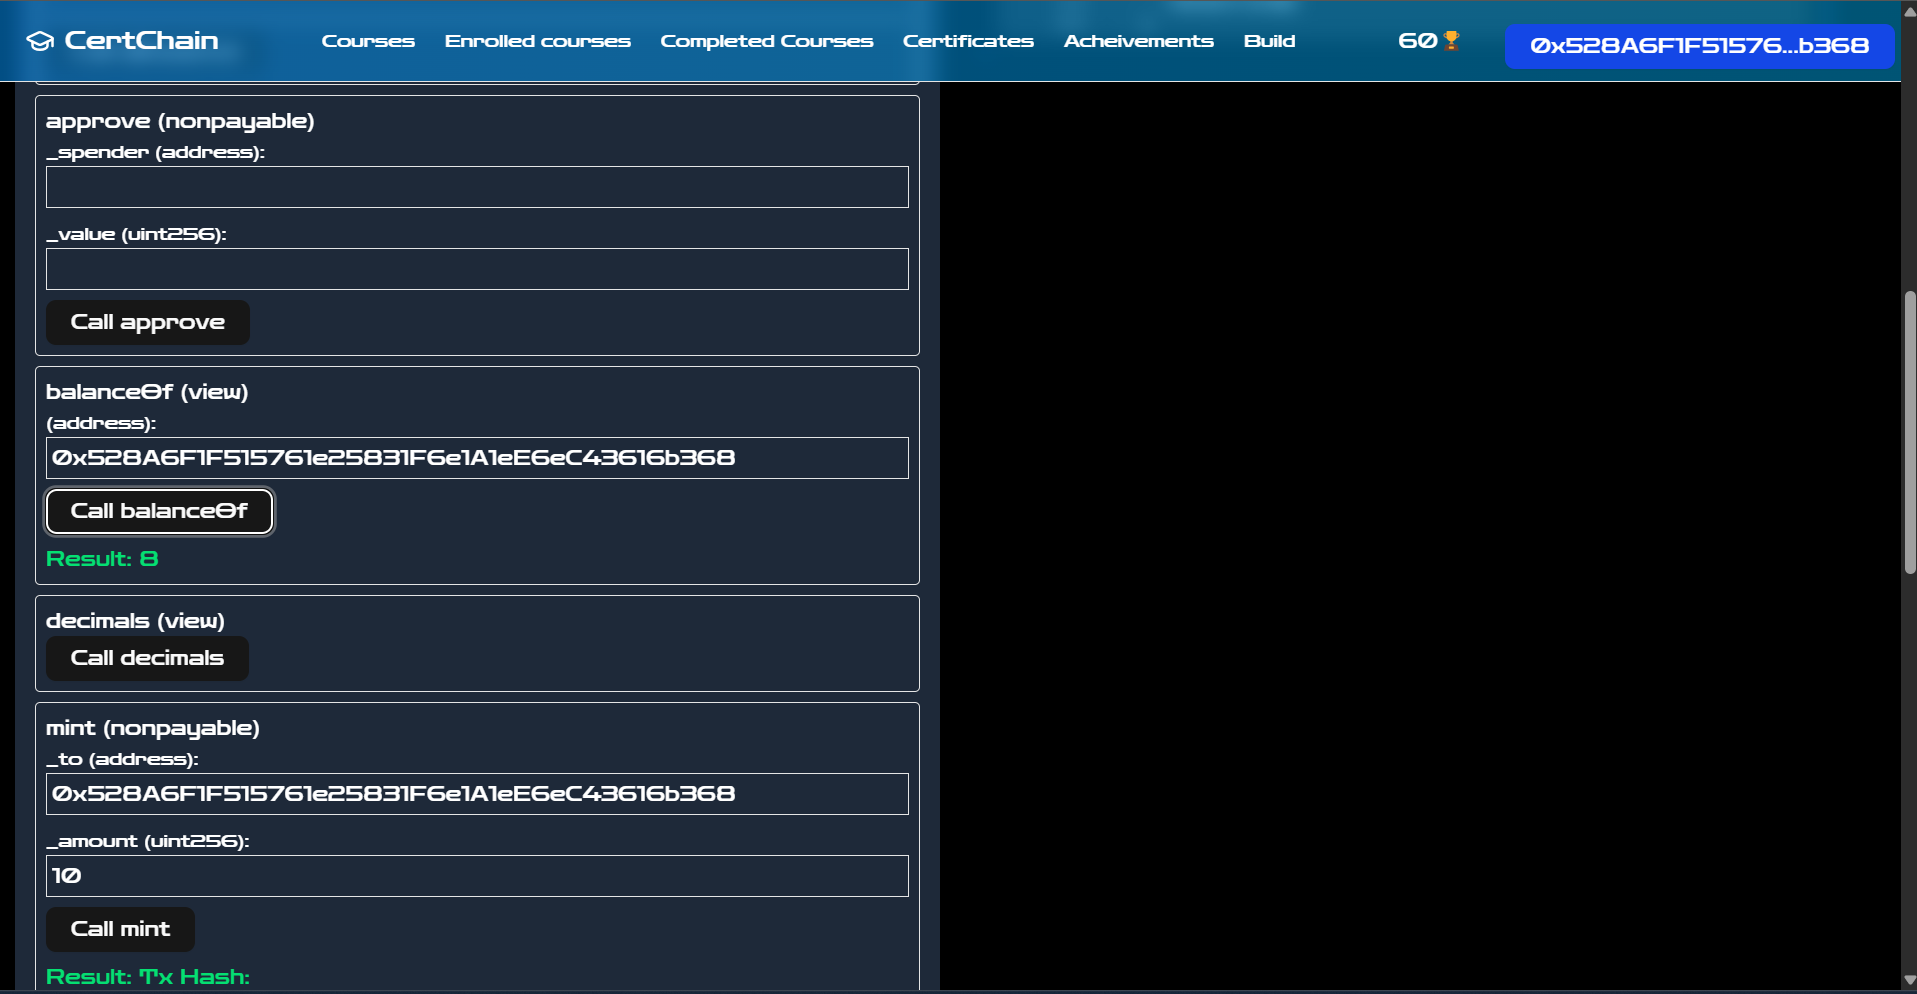 CertChain
Courses
Enrolled courses
Completed Courses
Certificates
Acheivements
Build
60
0x528A6F1F51576...b368
approve (nonpayable)
_spender (address):
_value (uint256):
Call approve
balanceOf (view)
(address):
0x528A6F1F515761e25831F6e1A1eE6eC43616b368
Call balanceOf
Result: 8
decimals (view)
Call decimals
mint (nonpayable)
_to (address):
0x528A6F1F515761e25831F6e1A1eE6eC43616b368
_amount (uint256):
10
Call mint
Result: Tx Hash: